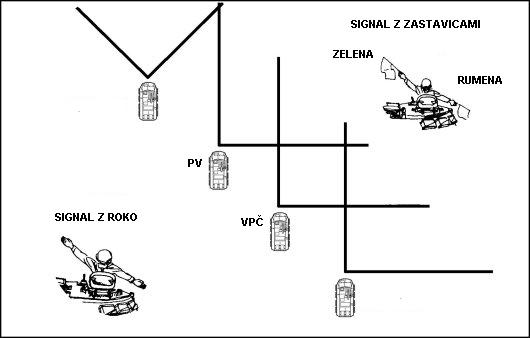 SIGNAL Z ZASTAVICAMI
ZELENA
RUMENA
PV
VPČ
SIGNAL Z ROKO